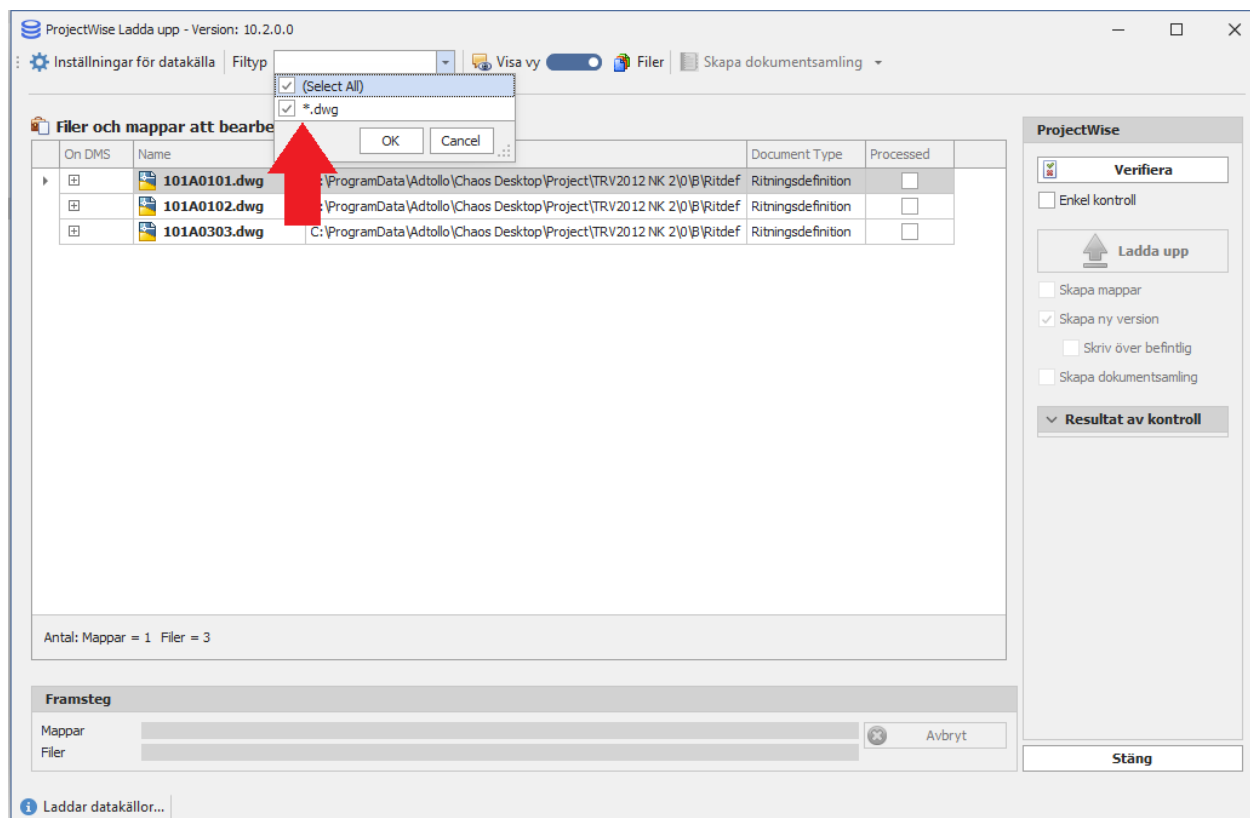 ProjectWise Ladda upp - Version: 10.2.0.0
Inställningar för datakälla Filtyp Visa vy Filer Skapa dokumentsamling
(Select All)
*.dwg
OK Cancel
Filer och mappar att bearbe
On DMS Name Document Type Processed
101A0101.dwg :\ProgramData\Adtollo\Chaos Desktop\Project\TRV2012 NK 2\0\B\Ritdef Ritningsdefinition
101A0102.dwg :\ProgramData\Adtollo\Chaos Desktop\Project\TRV2012 NK 2\0\B\Ritdef Ritningsdefinition
101A0303.dwg C:\ProgramData\Adtollo\Chaos Desktop\Project\TRV2012 NK 2\0\B\Ritdef Ritningsdefinition
Antal: Mappar = 1 Filer = 3
ProjectWise
Verifiera
Enkel kontroll
Ladda upp
Skapa mappar
Skapa ny version
Skriv över befintlig
Skapa dokumentsamling
Resultat av kontroll
Framsteg
Mappar
Filer
Avbryt
Stäng
Laddar datakällor...